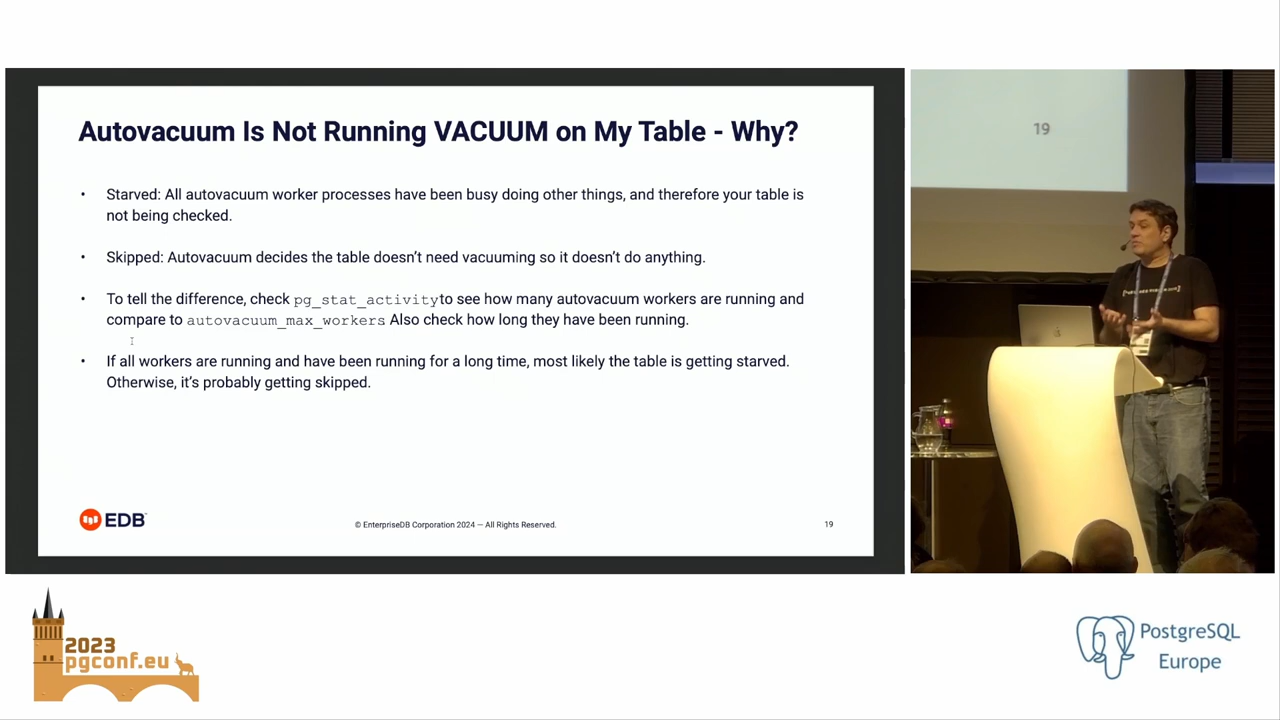 Autovacuum Is Not Running VACUUM on My Table - Why?
• Starved: All autovacuum worker processes have been busy doing other things, and therefore your table is
not being checked.
• Skipped: Autovacuum decides the table doesn’t need vacuuming so it doesn’t do anything.
• To tell the difference, check pg_stat_activity to see how many autovacuum workers are running and
compare to autovacuum_max_workers Also check how long they have been running.
• If all workers are running and have been running for a long time, most likely the table is getting starved.
Otherwise, it’s probably getting skipped.
EDB
© EnterpriseDB Corporation 2024 — All Rights Reserved.
19
19
2023
pgconf.eu
PostgreSQL
Europe